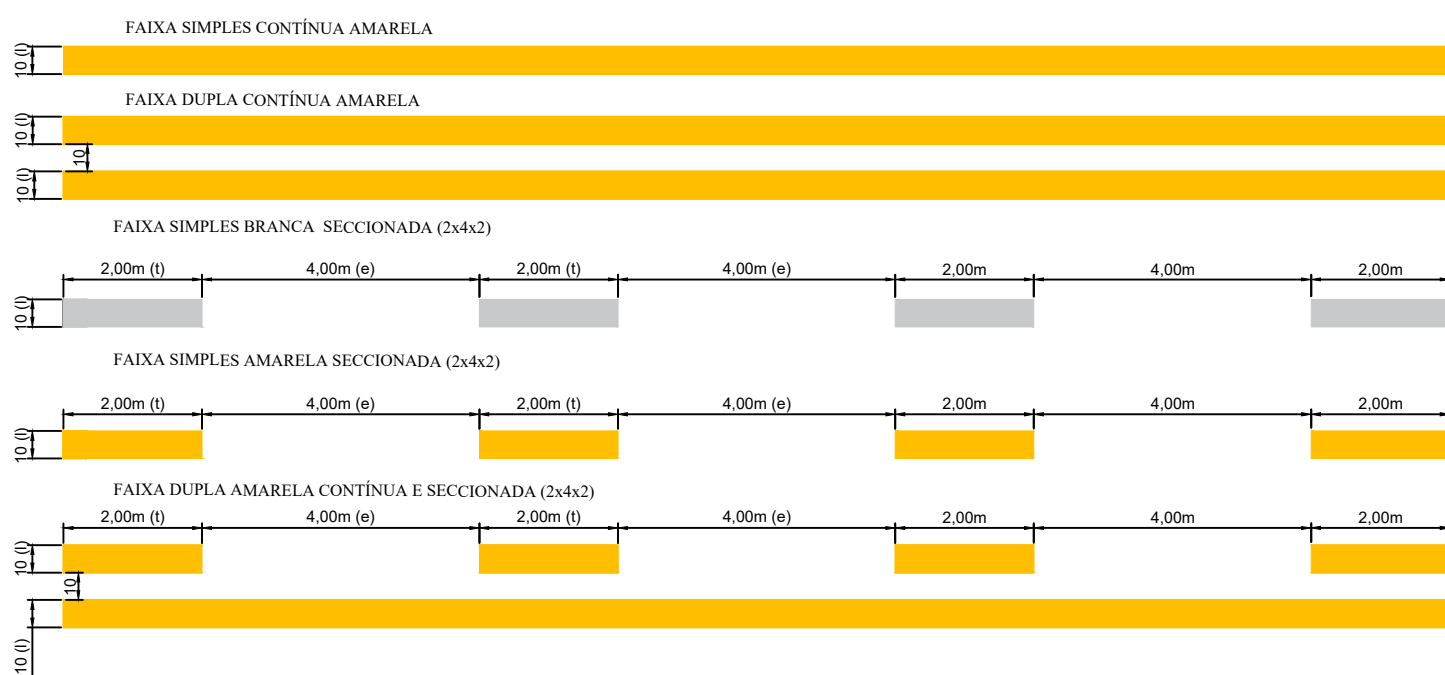 FAIXA SIMPLES CONTÍNUA AMARELA
10 (l)
FAIXA DUPLA CONTÍNUA AMARELA
10 (l)
10
10 (l)
FAIXA SIMPLES BRANCA SECCIONADA (2x4x2)
2,00m (t) 4,00m (e) 2,00m (t) 4,00m (e) 2,00m 4,00m 2,00m
10 (l)
FAIXA SIMPLES AMARELA SECCIONADA (2x4x2)
2,00m (t) 4,00m (e) 2,00m (t) 4,00m (e) 2,00m 4,00m 2,00m
10 (l)
FAIXA DUPLA AMARELA CONTÍNUA E SECCIONADA (2x4x2)
2,00m (t) 4,00m (e) 2,00m (t) 4,00m (e) 2,00m 4,00m 2,00m
10 (l)
10
10 (l)